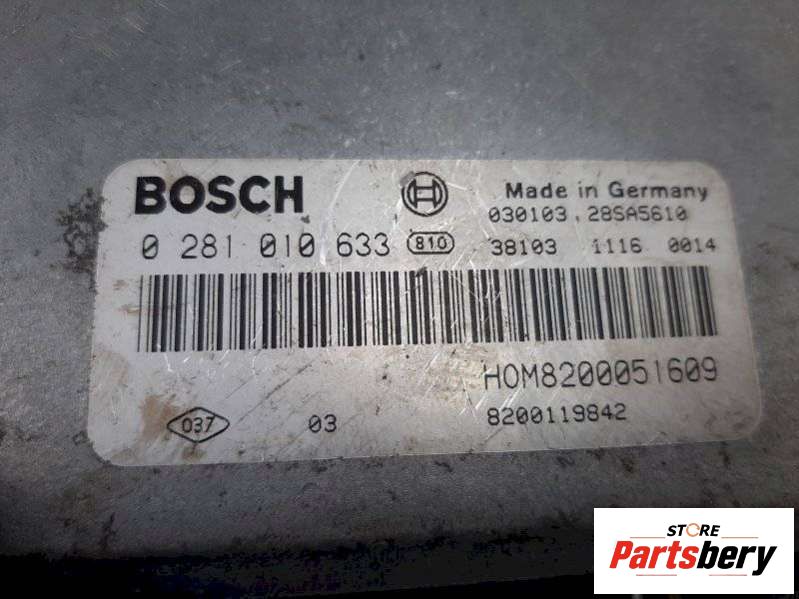 BOSCH
Made in Germany
030103.28SA5610
0 281 010 633 810 38103 1116 0014
HOM8200051609
037 03 8200119842
STORE
Partsbery